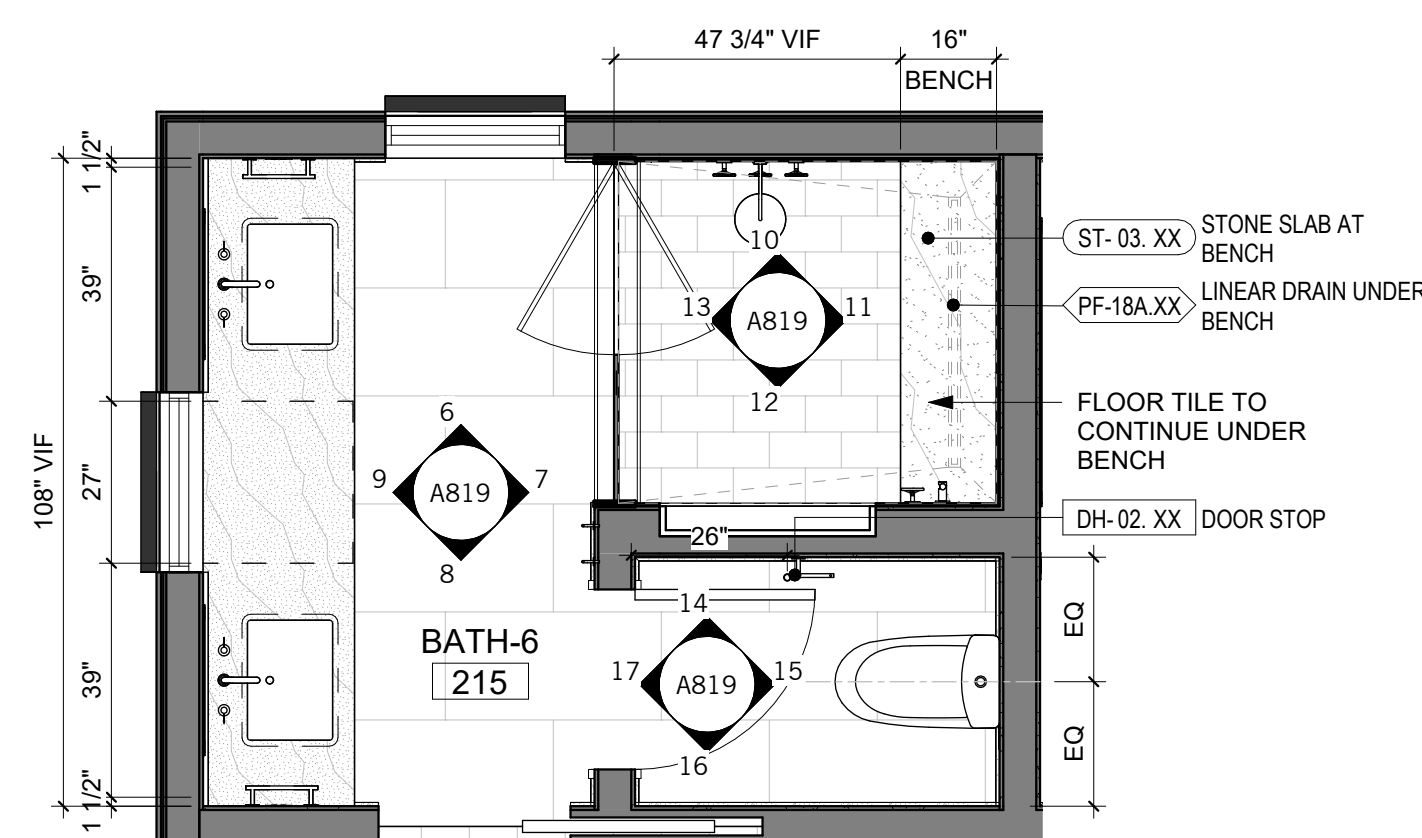 47 3/4" VIF
16"
BENCH
1 1/2"
39"
27"
39"
1 1/2"
108" VIF
10
13
A819
11
12
ST- 03. XX
STONE SLAB AT
BENCH
PF-18A.XX
LINEAR DRAIN UNDER
BENCH
FLOOR TILE TO
CONTINUE UNDER
BENCH
DH- 02. XX
DOOR STOP
6
9
A819
7
8
26"
14
17
A819
15
16
BATH-6
215
EQ
EQ